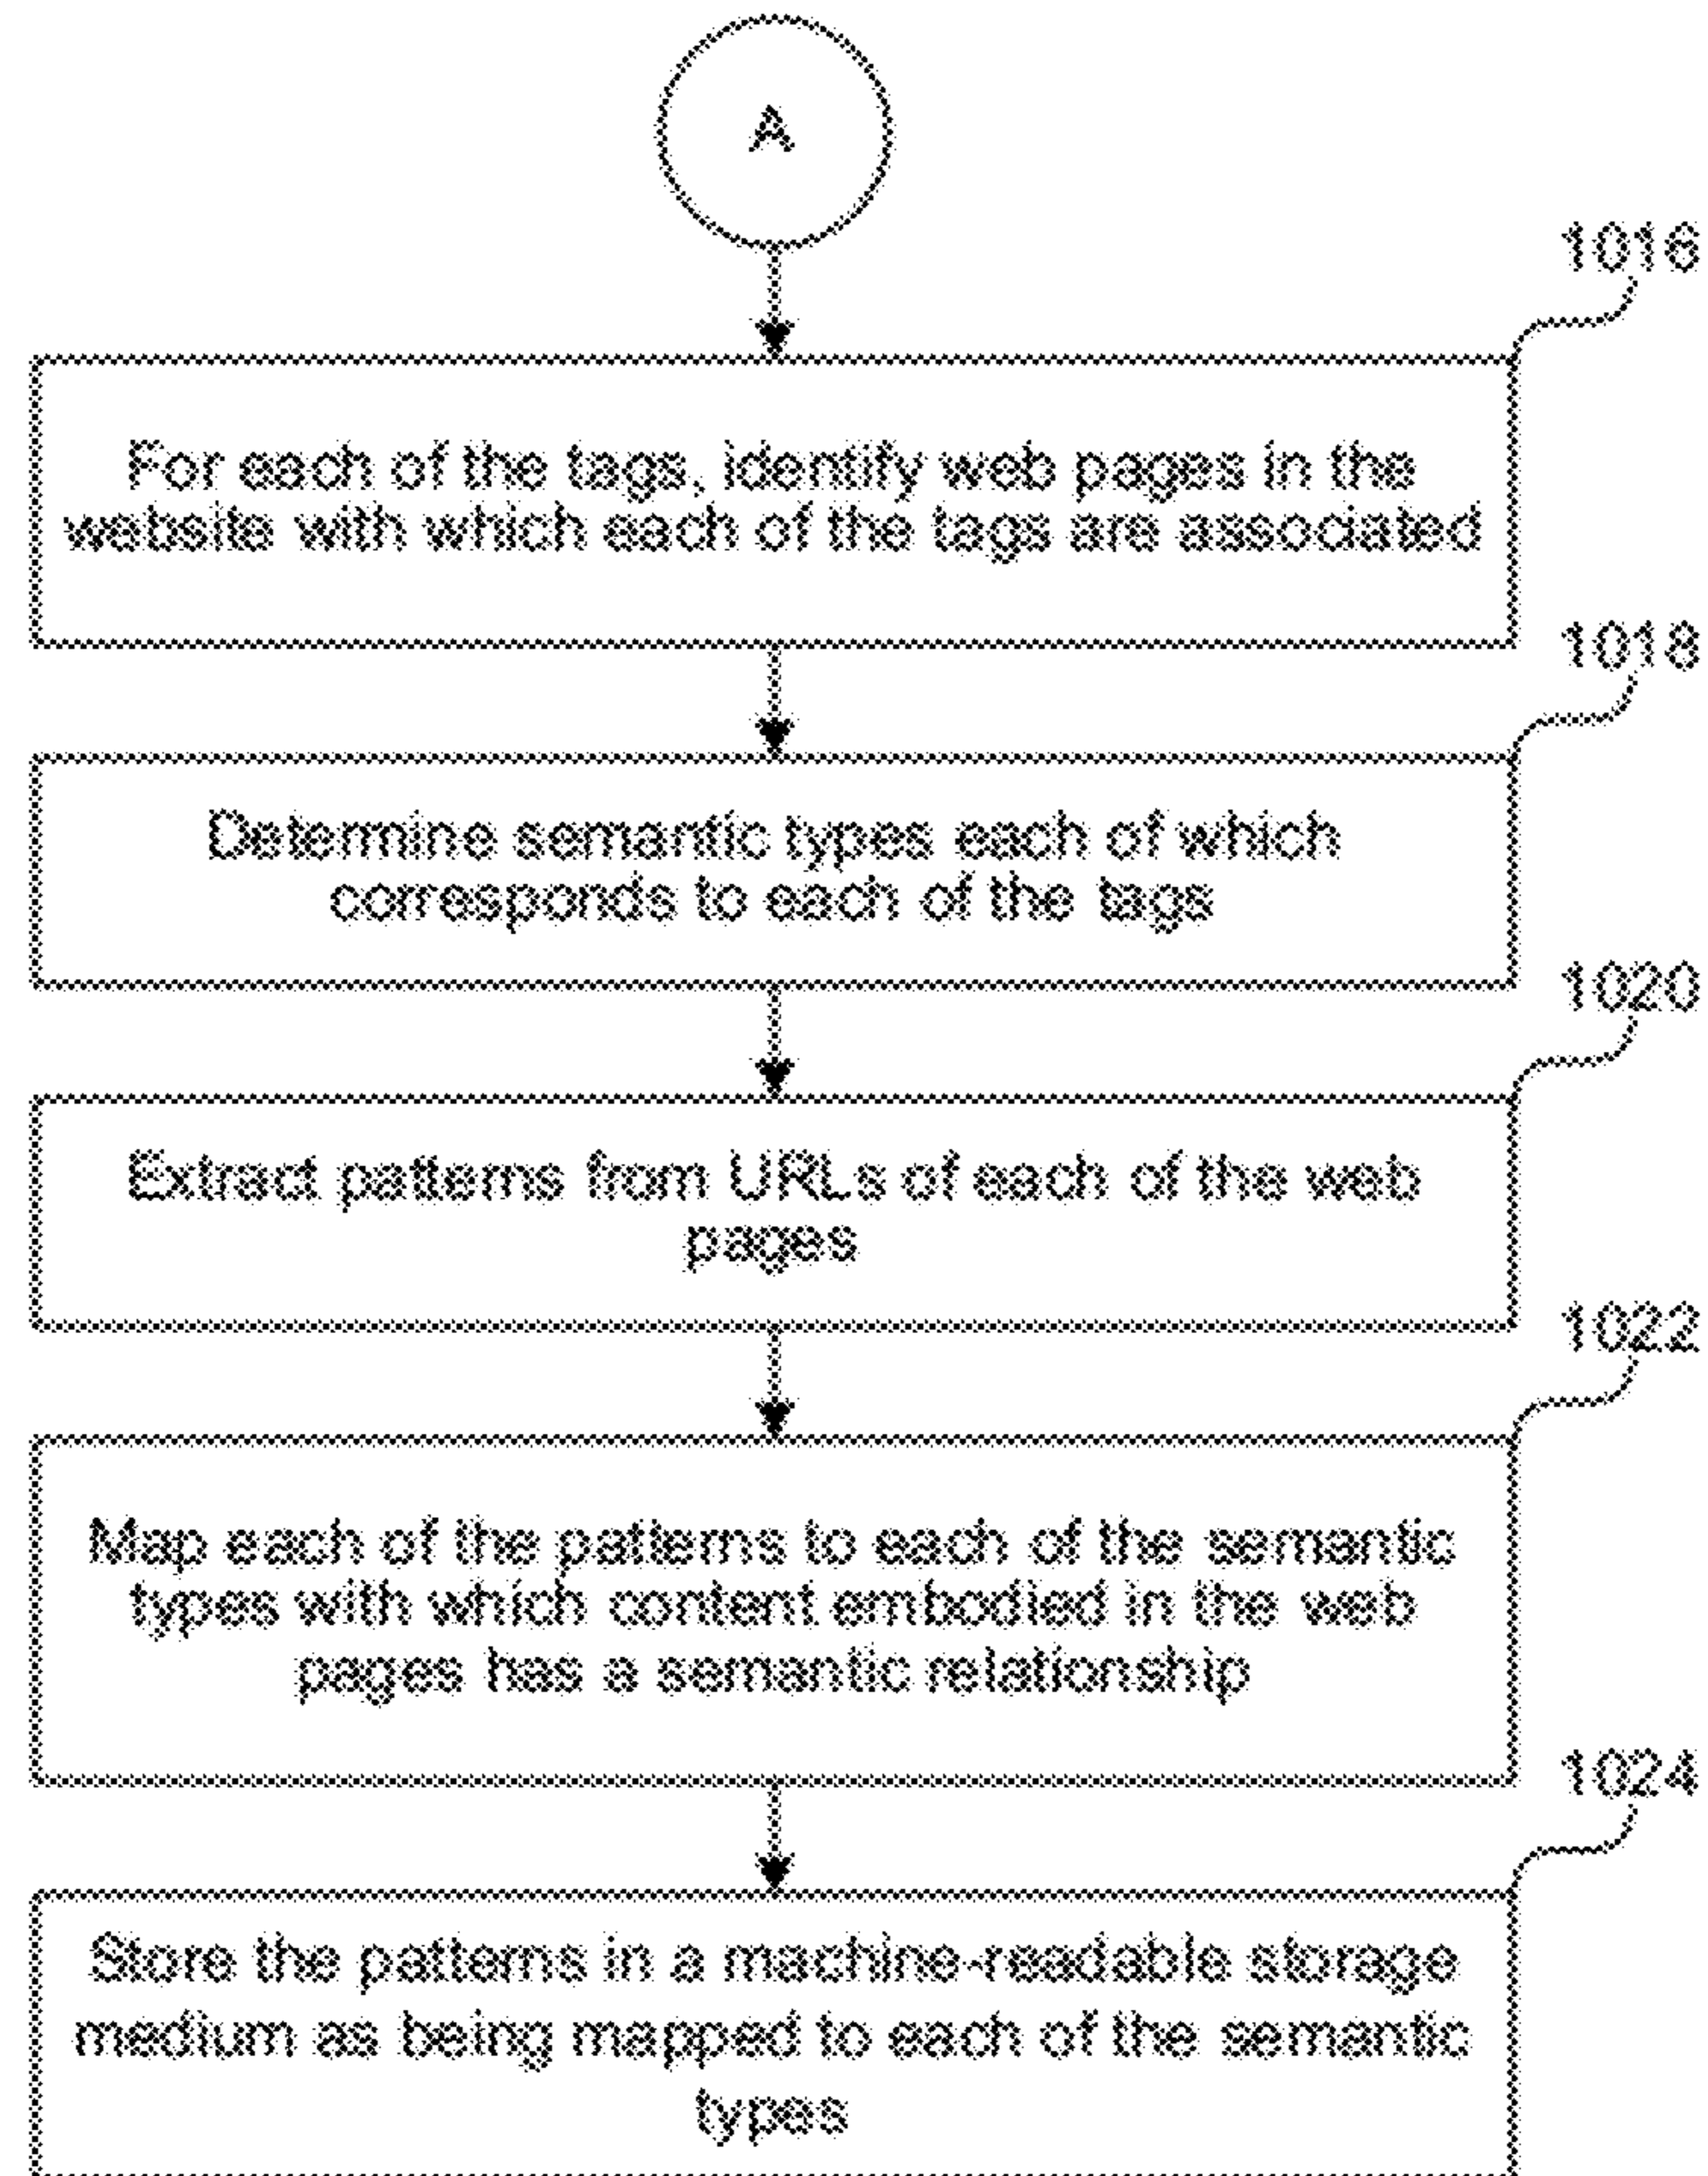 A
1016
For each of the tags, identify web pages in the
website with which each of the tags are associated
1018
Determine semantic types each of which
corresponds to each of the tags
1020
Extract patterns from URLs of each of the web
pages
1022
Map each of the patterns to each of the semantic
types with which content embodied in the web
pages has a semantic relationship
1024
Store the patterns in a machine-readable storage
medium as being mapped to each of the semantic
types